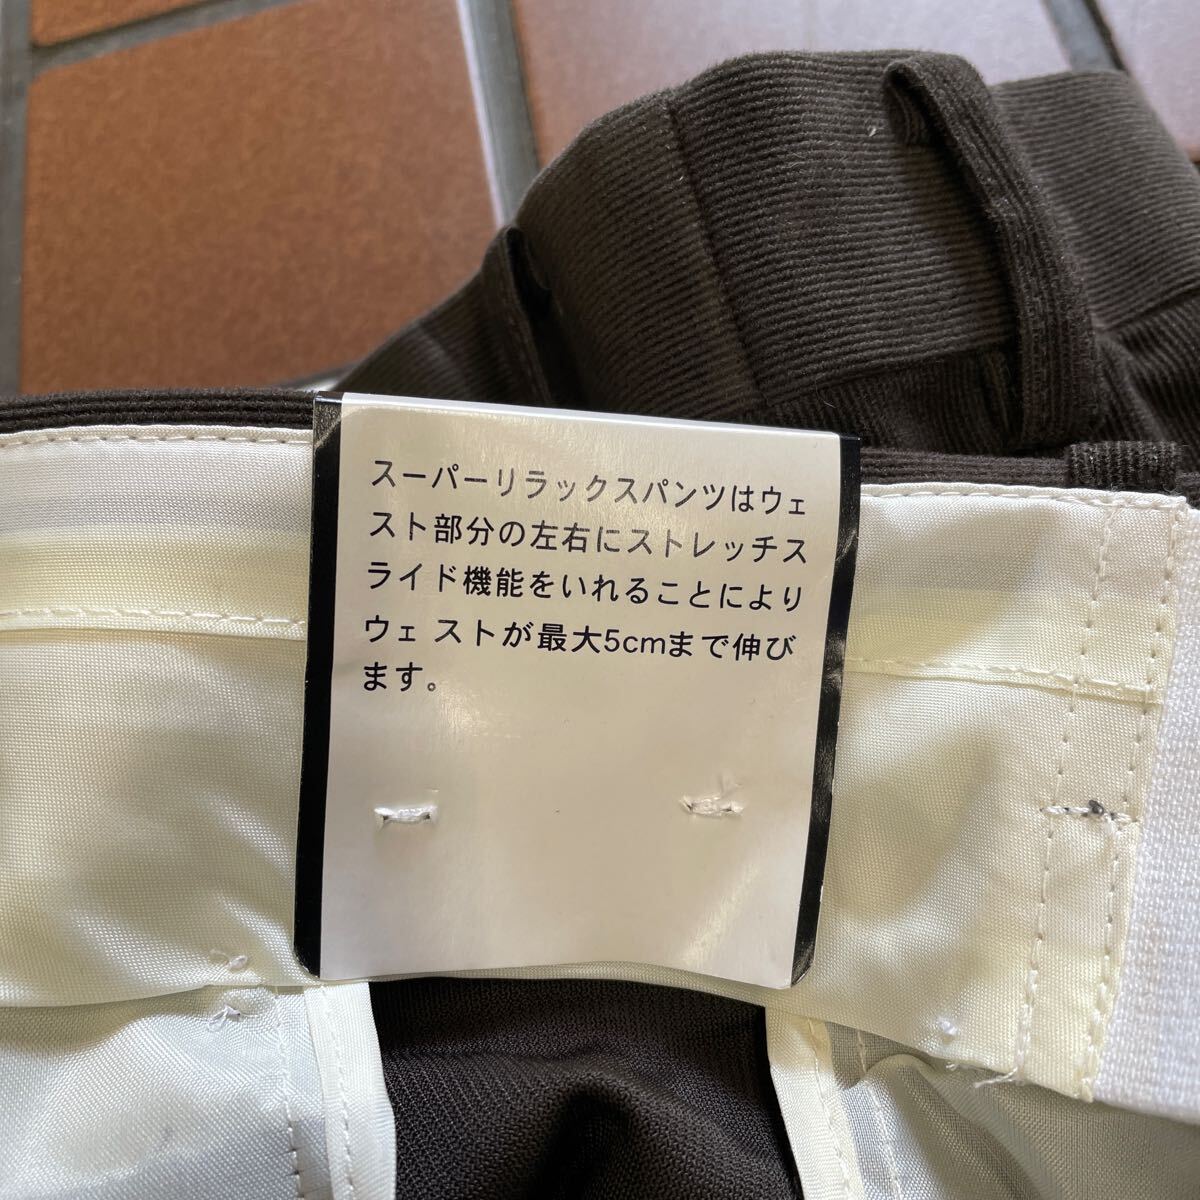 スーパーリラックスパンツはウェ
スト部分の左右にストレッチス
ライド機能をいれることにより
ウェストが最大5cmまで伸び
ます。